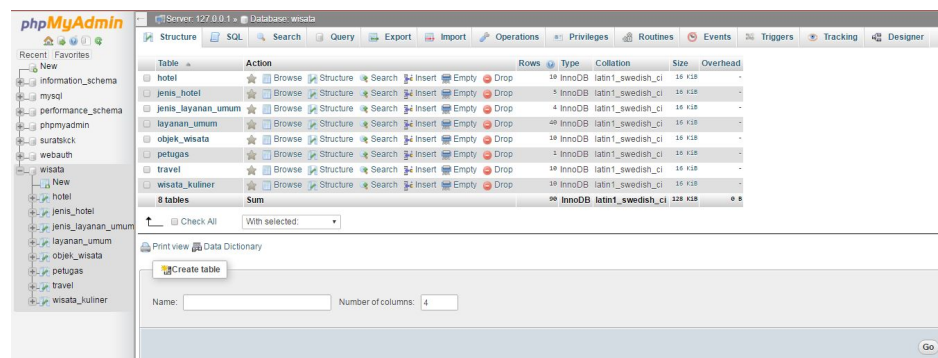 phpMyAdmin
Recent Favorites
New
information_schema
mysql
performance_schema
phpmyadmin
suratskck
webauth
wisata
New
hotel
jenis_hotel
jenis_layanan_umum
layanan_umum
objek_wisata
petugas
travel
wisata_kuliner
Server: 127.0.0.1 » Database: wisata
Structure SQL Search Query Export Import Operations Privileges Routines Events Triggers Tracking Designer
Table Action Rows Type Collation Size Overhead
hotel Browse Structure Search Insert Empty Drop 10 InnoDB latin1_swedish_ci 16 KiB -
jenis_hotel Browse Structure Search Insert Empty Drop 5 InnoDB latin1_swedish_ci 16 KiB -
jenis_layanan_umum Browse Structure Search Insert Empty Drop 4 InnoDB latin1_swedish_ci 16 KiB -
layanan_umum Browse Structure Search Insert Empty Drop 40 InnoDB latin1_swedish_ci 16 KiB -
objek_wisata Browse Structure Search Insert Empty Drop 10 InnoDB latin1_swedish_ci 16 KiB -
petugas Browse Structure Search Insert Empty Drop 1 InnoDB latin1_swedish_ci 16 KiB -
travel Browse Structure Search Insert Empty Drop 10 InnoDB latin1_swedish_ci 16 KiB -
wisata_kuliner Browse Structure Search Insert Empty Drop 10 InnoDB latin1_swedish_ci 16 KiB -
8 tables Sum 90 InnoDB latin1_swedish_ci 128 KiB 0 B
Check All With selected:
Print view Data Dictionary
Create table
Name: Number of columns: 4
Go